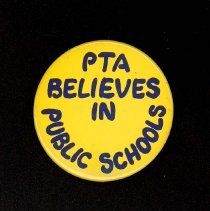 PTA
BELIEVES
IN
PUBLIC SCHOOLS